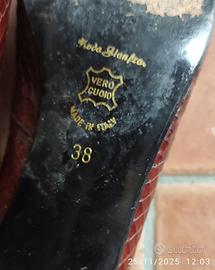 Moda Gianfra.
VERO
CUOIO
MADE IN ITALY
38
25/11/2025 12:03